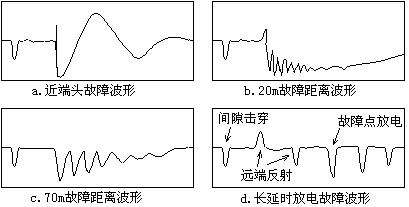 a.近端头故障波形
b.20m故障距离波形
间隙击穿
故障点放电
远端反射
c.70m故障距离波形
d.长延时放电故障波形